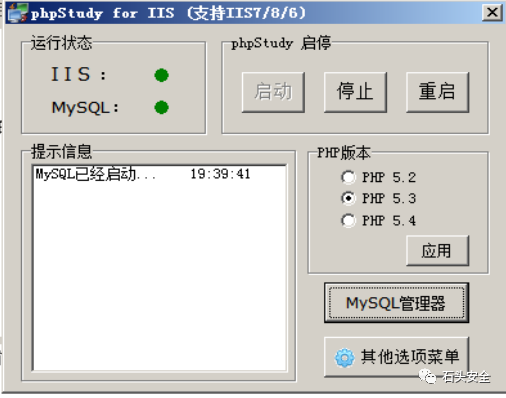 phpStudy for IIS (支持IIS7/8/6)
运行状态
IIS：
MySQL：
phpStudy 启停
启动
停止
重启
提示信息
MySQL已经启动... 19:39:41
PHP版本
PHP 5.2
PHP 5.3
PHP 5.4
应用
MySQL管理器
其他选项菜单
石头安全